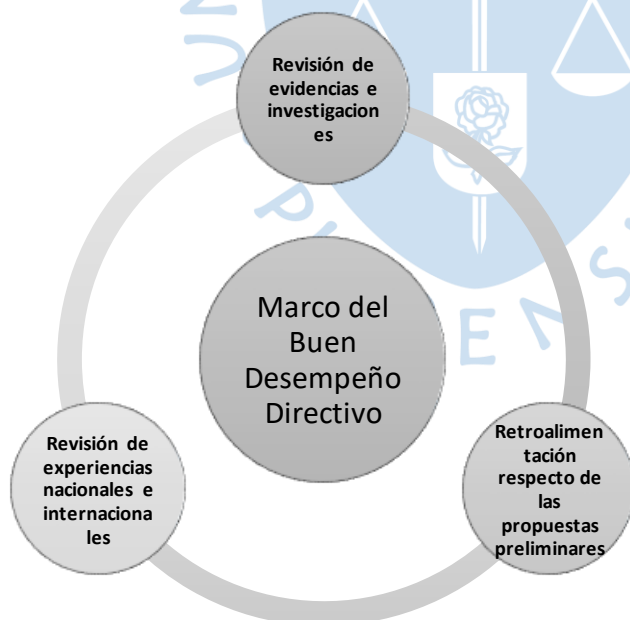 Revisión de
evidencias e
investigacion
es
Marco del
Buen
Desempeño
Directivo
Revisión de
experiencias
nacionales e
internaciona
les
Retroalimen
tación
respecto de
las
propuestas
preliminares